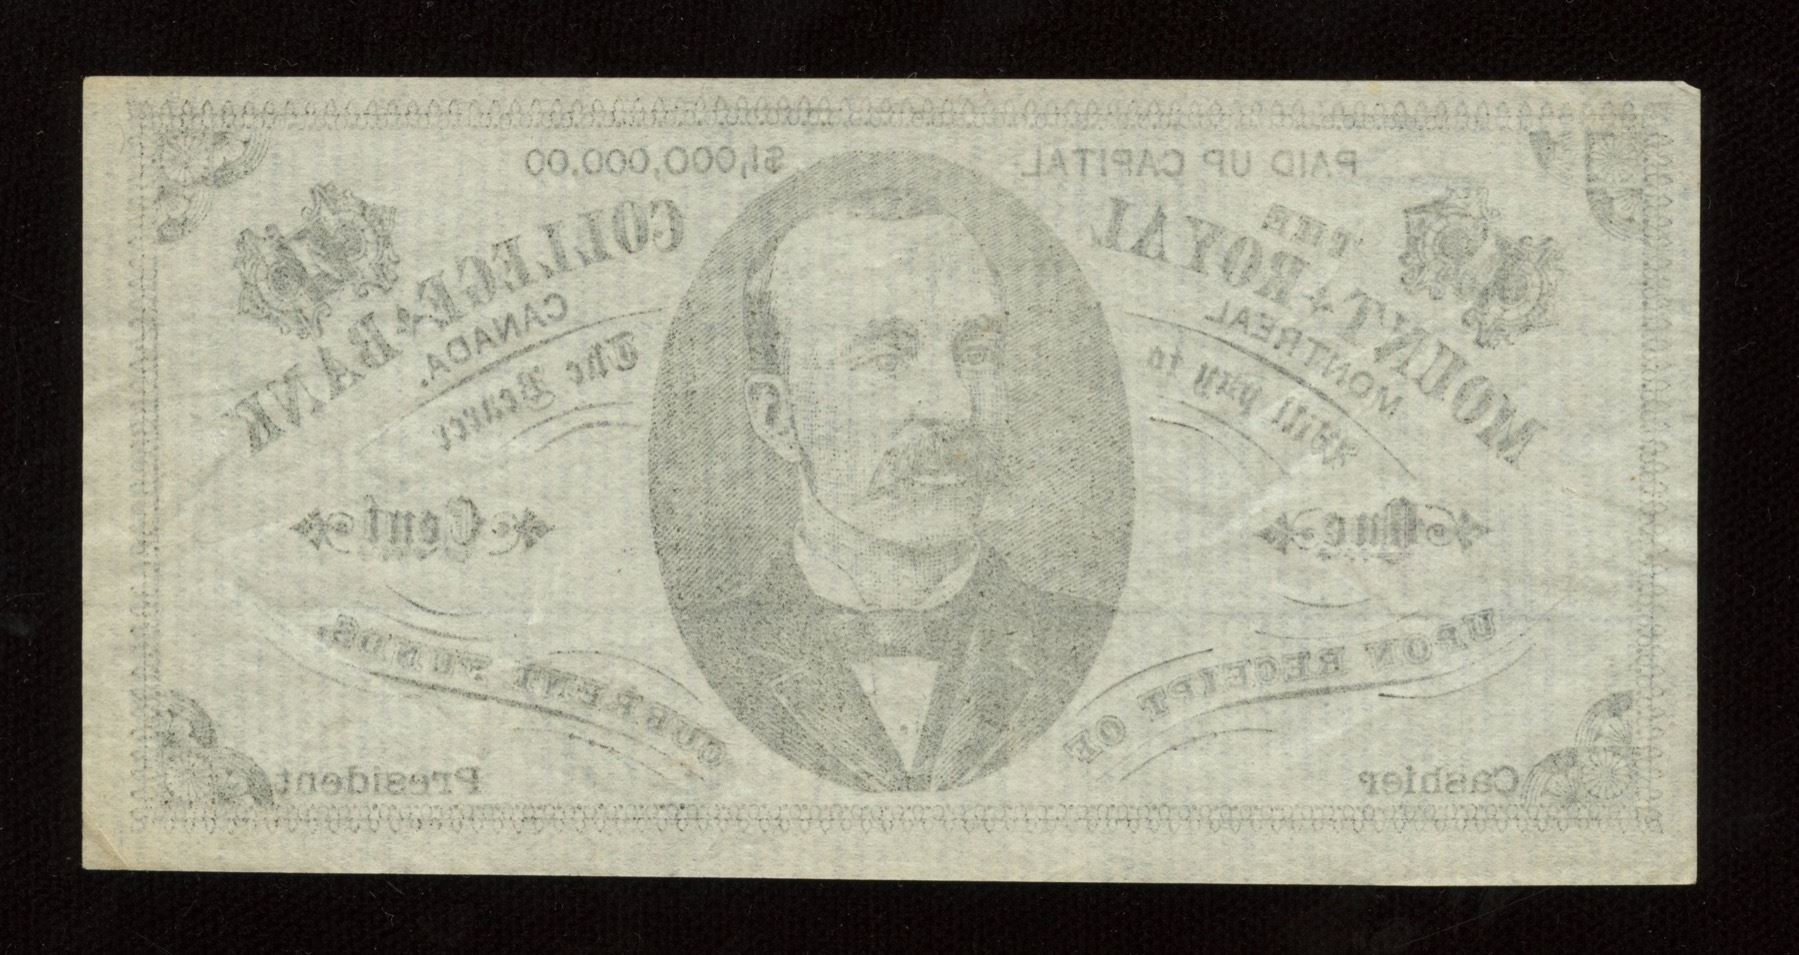 PAID UP CAPITAL $1,000,000.00
THE
MOUNT ROYAL COLLEGE BANK
MONTREAL CANADA.
will pay to The Bearer
One Cent
UPON RECEIPT OF CURRENT FUNDS.
Cashier President